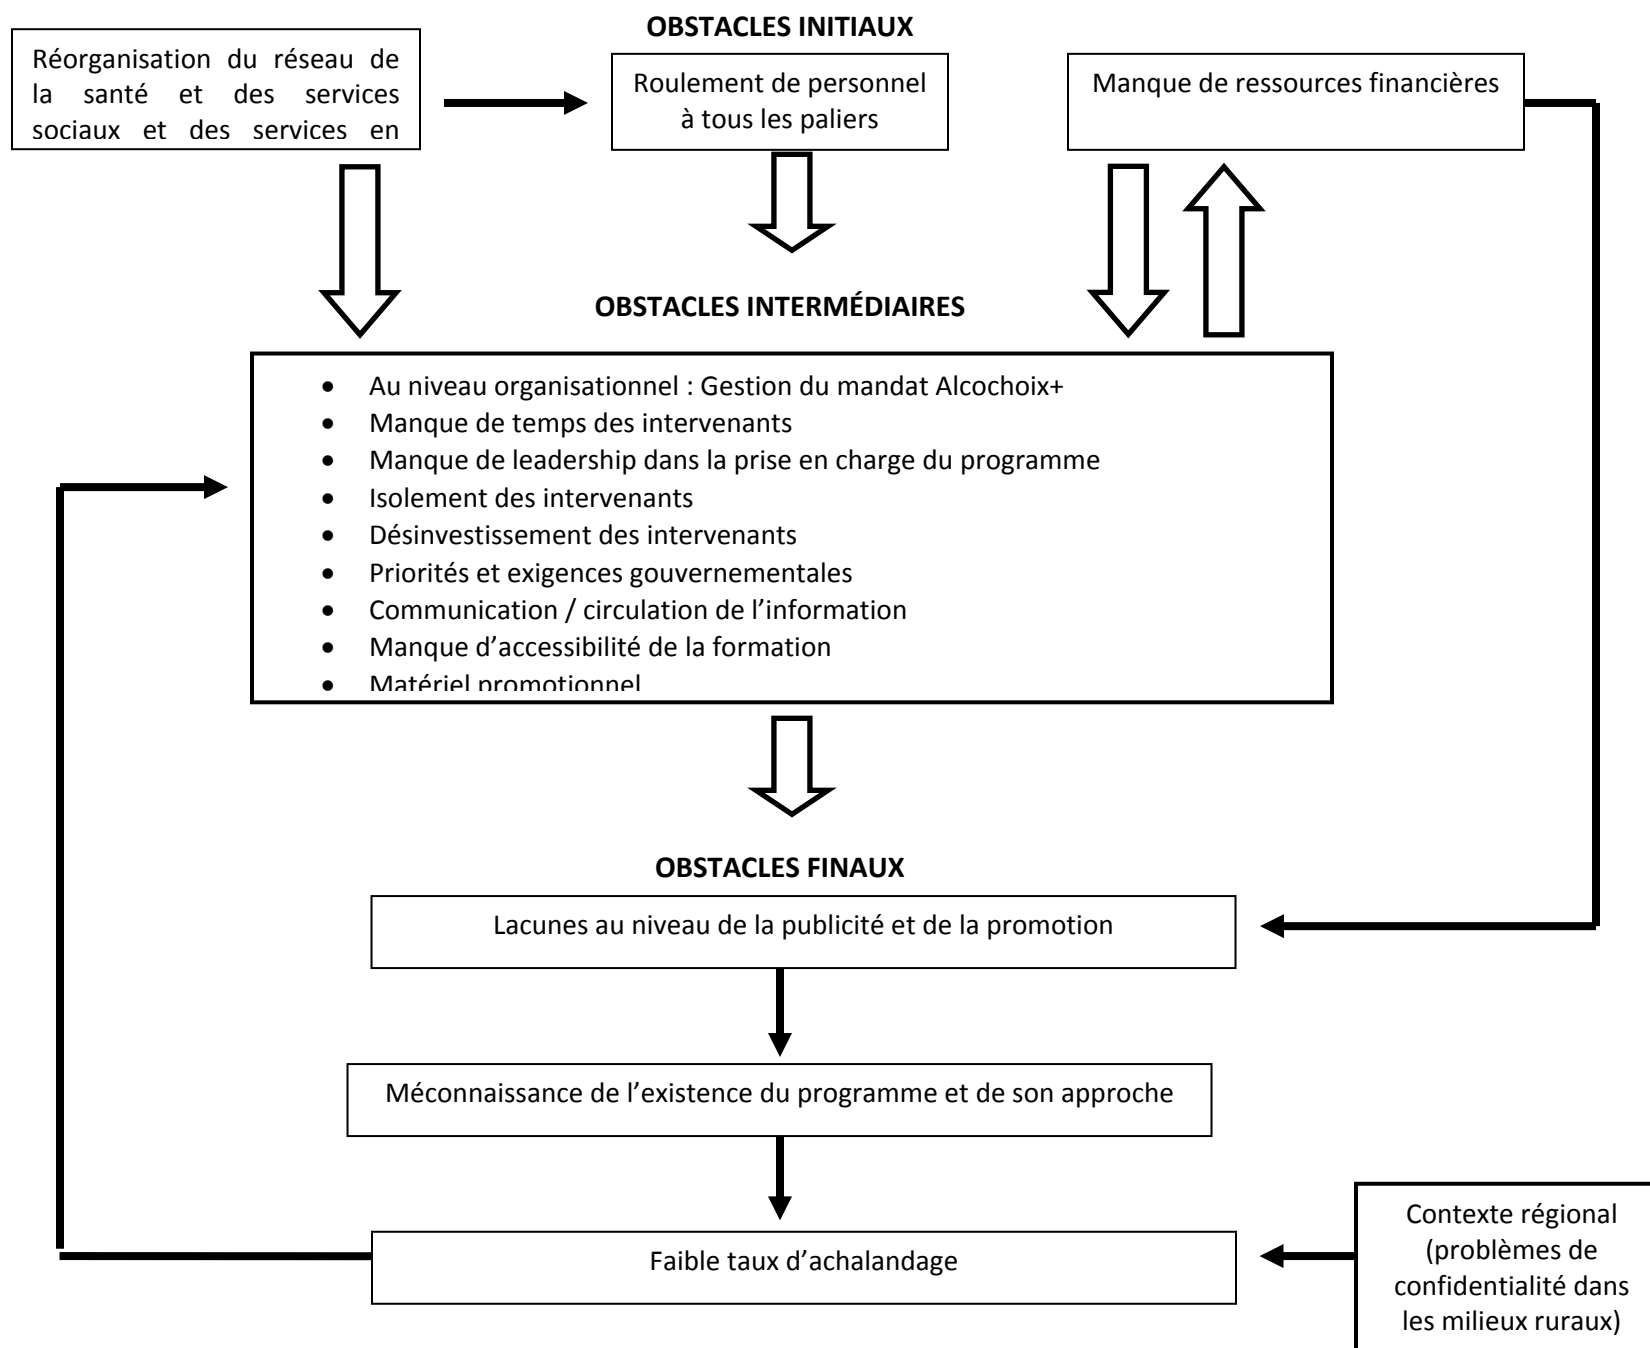 OBSTACLES INITIAUX
Réorganisation du réseau de
la santé et des services
sociaux et des services en
Roulement de personnel
à tous les paliers
Manque de ressources financières
OBSTACLES INTERMÉDIAIRES
• Au niveau organisationnel : Gestion du mandat Alcochoix+
• Manque de temps des intervenants
• Manque de leadership dans la prise en charge du programme
• Isolement des intervenants
• Désinvestissement des intervenants
• Priorités et exigences gouvernementales
• Communication / circulation de l’information
• Manque d’accessibilité de la formation
• Matériel promotionnel
OBSTACLES FINAUX
Lacunes au niveau de la publicité et de la promotion
Méconnaissance de l’existence du programme et de son approche
Faible taux d’achalandage
Contexte régional
(problèmes de
confidentialité dans
les milieux ruraux)